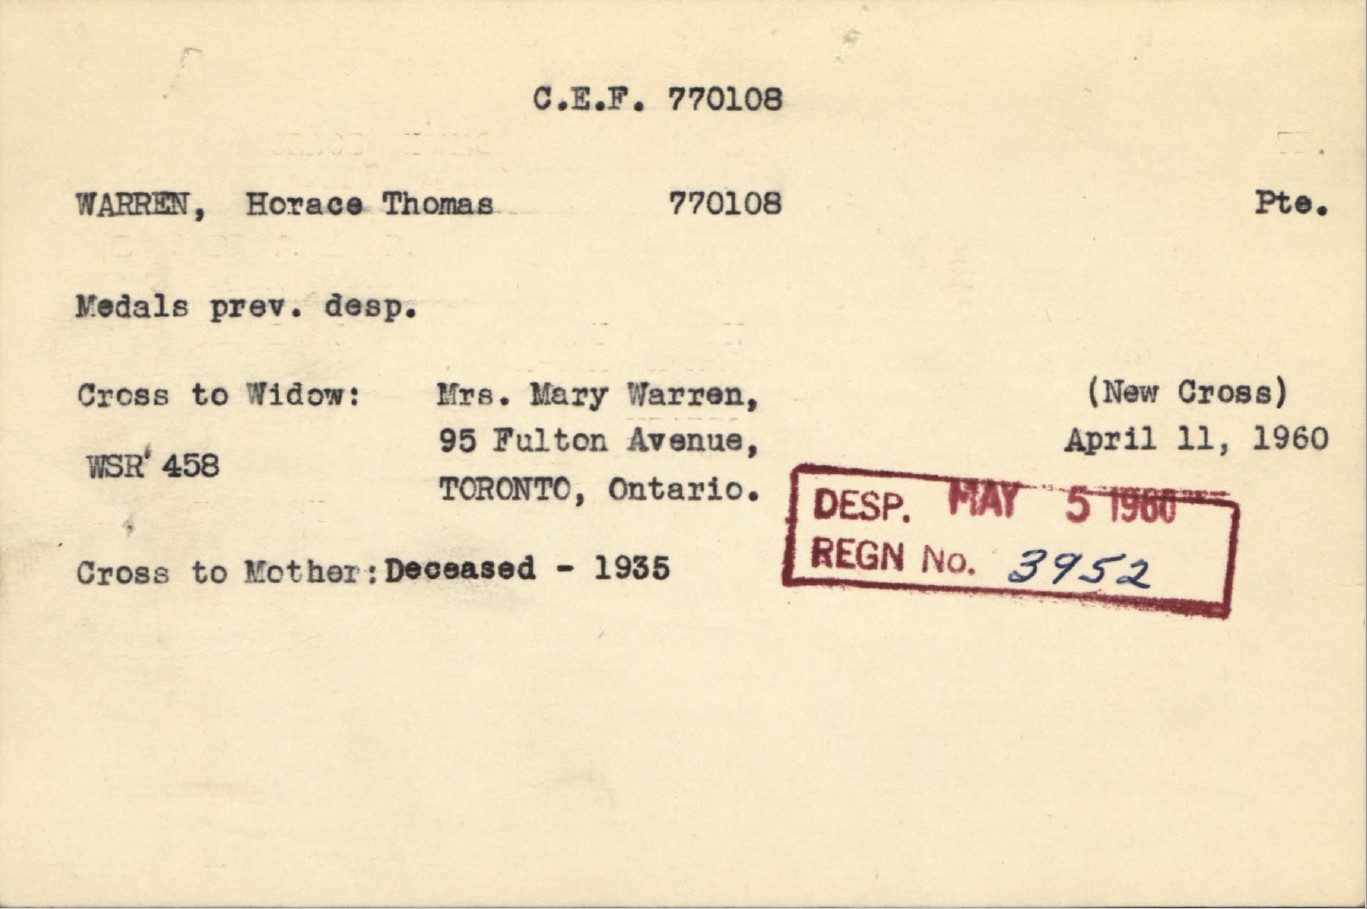 C.E.F. 770108
WARREN, Horace Thomas 770108 Pte.
Medals prev. desp.
Cross to Widow: Mrs. Mary Warren, (New Cross)
95 Fulton Avenue, April 11, 1960
WSR 458
TORONTO, Ontario.
DESP. MAY 5 1960
REGN No. 3952
Cross to Mother: Deceased - 1935